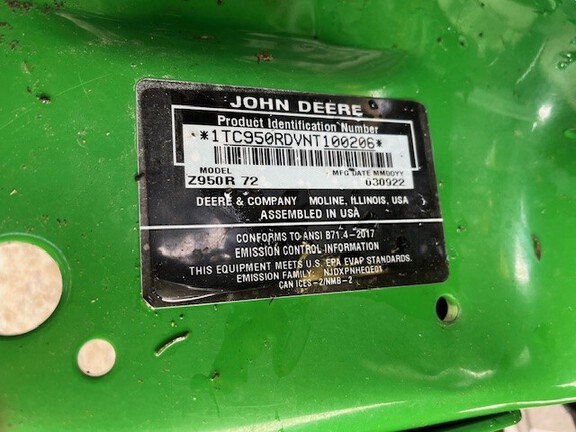 JOHN DEERE
Product Identification Number
*1TC950RDVNT100206*
MODEL MFG DATE MMDDYY
Z950R 72 030922
DEERE & COMPANY MOLINE, ILLINOIS, USA
ASSEMBLED IN USA
CONFORMS TO ANSI B71.4-2017
EMISSION CONTROL INFORMATION
THIS EQUIPMENT MEETS U.S. EPA EVAP STANDARDS.
EMISSION FAMILY: NJDXPNHEQE01
CAN ICES-2/NMB-2